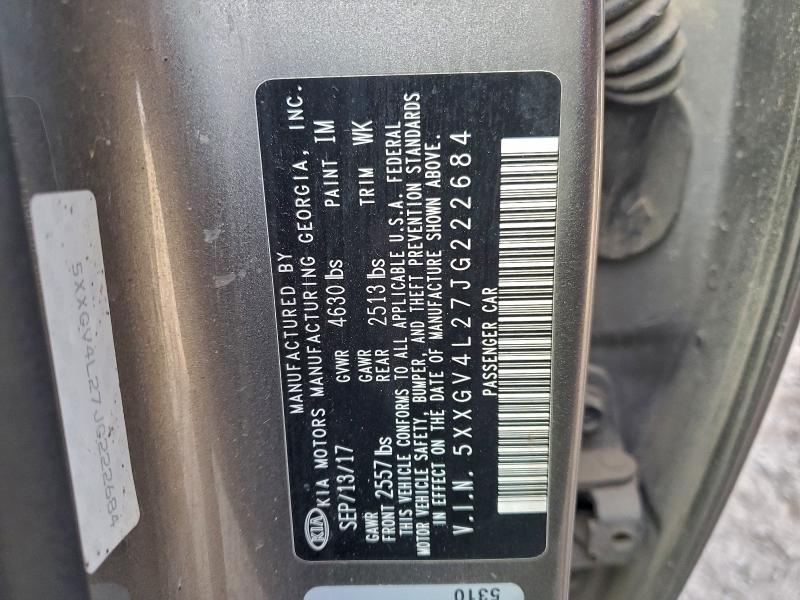 MANUFACTURED BY
KIA KIA MOTORS MANUFACTURING GEORGIA, INC.
SEP/13/17 GVWR 4630 lbs PAINT IM
GAWR FRONT 2557 lbs GAWR REAR 2513 lbs TRIM WK
THIS VEHICLE CONFORMS TO ALL APPLICABLE U.S.A. FEDERAL
MOTOR VEHICLE SAFETY, BUMPER, AND THEFT PREVENTION STANDARDS
IN EFFECT ON THE DATE OF MANUFACTURE SHOWN ABOVE.
V.I.N. 5XXGV4L27JG222684
PASSENGER CAR
5XXGV4L27JG222684
5310